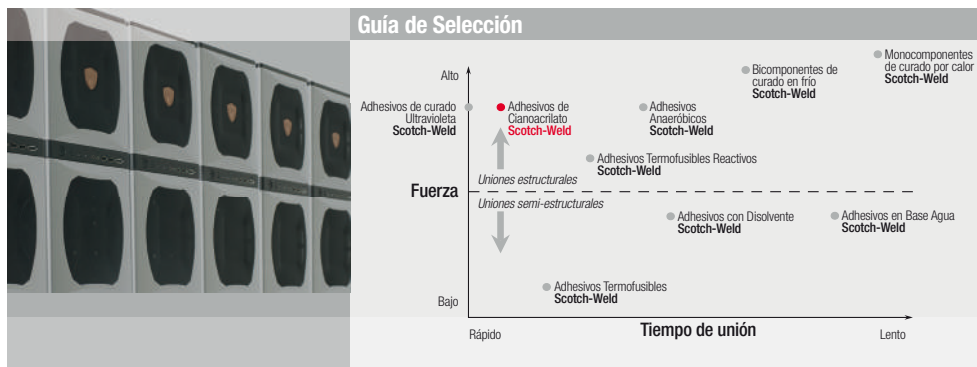 Guía de Selección
Alto
Fuerza
Bajo
Adhesivos de curado
Ultravioleta
Scotch-Weld
Adhesivos de
Cianoacrilato
Scotch-Weld
Adhesivos
Anaeróbicos
Scotch-Weld
Bicomponentes de
curado en frío
Scotch-Weld
Monocomponentes
de curado por calor
Scotch-Weld
Adhesivos Termofusibles Reactivos
Scotch-Weld
Uniones estructurales
Uniones semi-estructurales
Adhesivos con Disolvente
Scotch-Weld
Adhesivos en Base Agua
Scotch-Weld
Adhesivos Termofusibles
Scotch-Weld
Rápido
Tiempo de unión
Lento